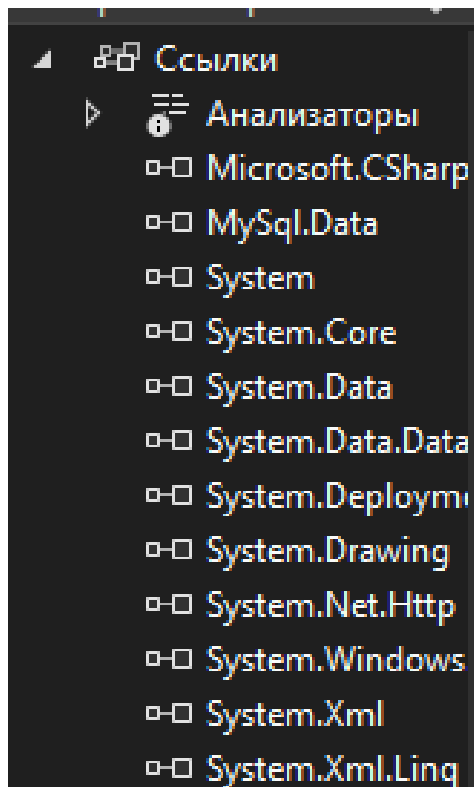 Ссылки
Анализаторы
Microsoft.CSharp
MySql.Data
System
System.Core
System.Data
System.Data.Data
System.Deployme
System.Drawing
System.Net.Http
System.Windows
System.Xml
System.Xml.Linq